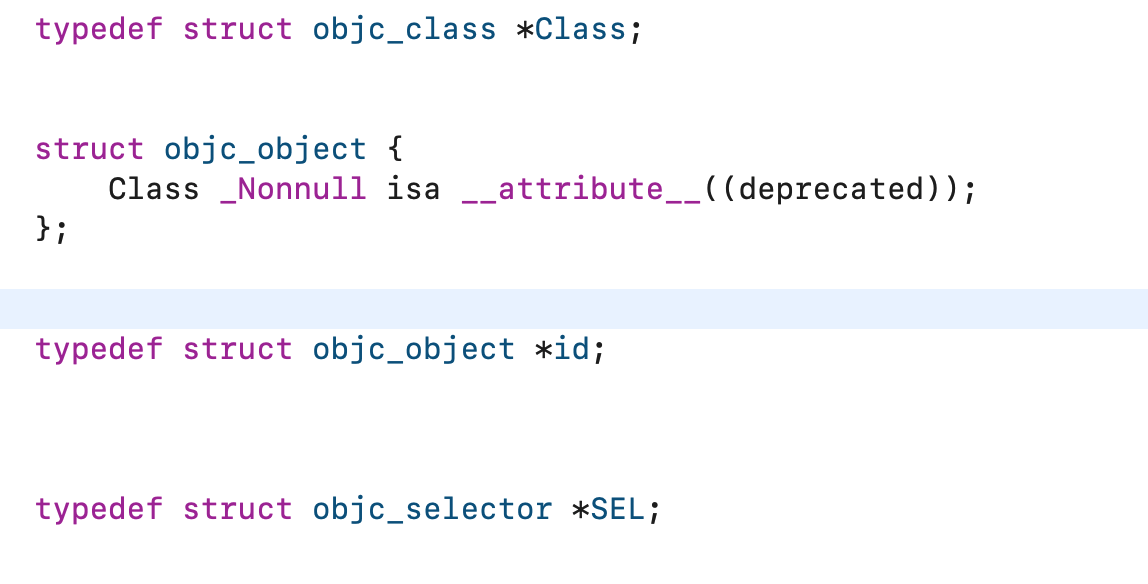 typedef struct objc_class *Class;
struct objc_object {
    Class _Nonnull isa __attribute__((deprecated));
};
typedef struct objc_object *id;
typedef struct objc_selector *SEL;